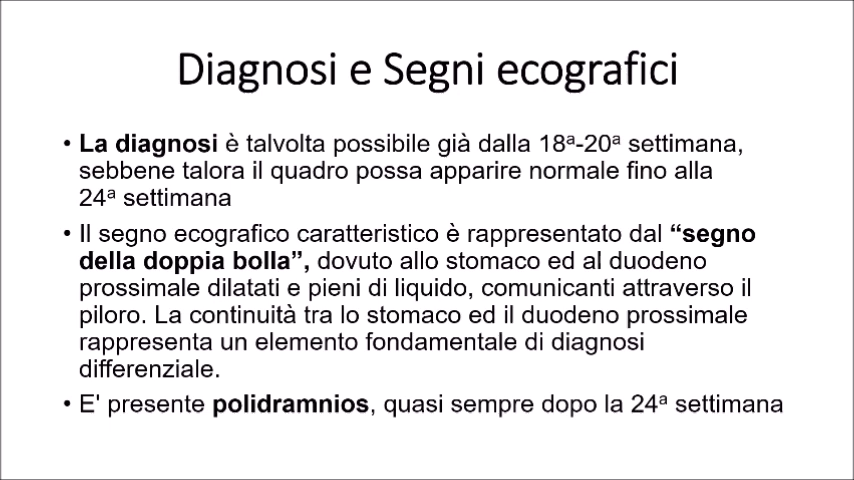 Diagnosi e Segni ecografici
• La diagnosi è talvolta possibile già dalla 18ª-20ª settimana,
sebbene talora il quadro possa apparire normale fino alla
24ª settimana
• Il segno ecografico caratteristico è rappresentato dal “segno
della doppia bolla”, dovuto allo stomaco ed al duodeno
prossimale dilatati e pieni di liquido, comunicanti attraverso il
piloro. La continuità tra lo stomaco ed il duodeno prossimale
rappresenta un elemento fondamentale di diagnosi
differenziale.
• E' presente polidramnios, quasi sempre dopo la 24ª settimana